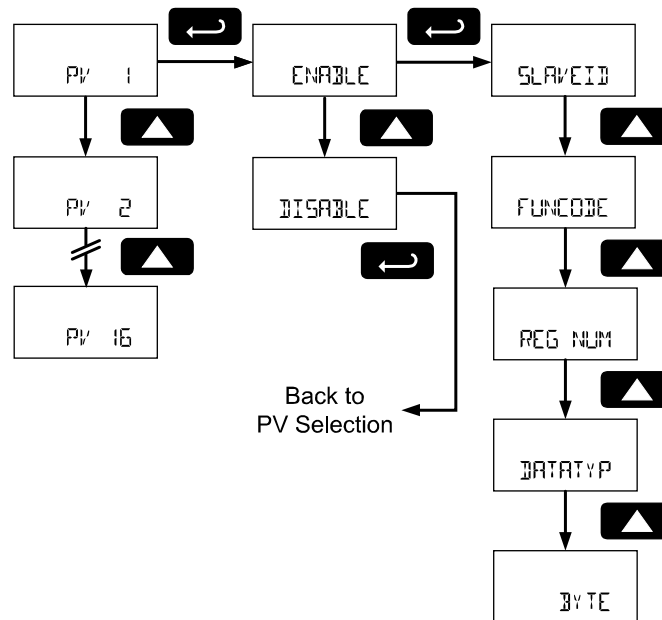 PV 1
ENABLE
SLAVEID
PV 2
DISABLE
FUNCODE
PV 16
REG NUM
Back to
PV Selection
DATATYP
BYTE